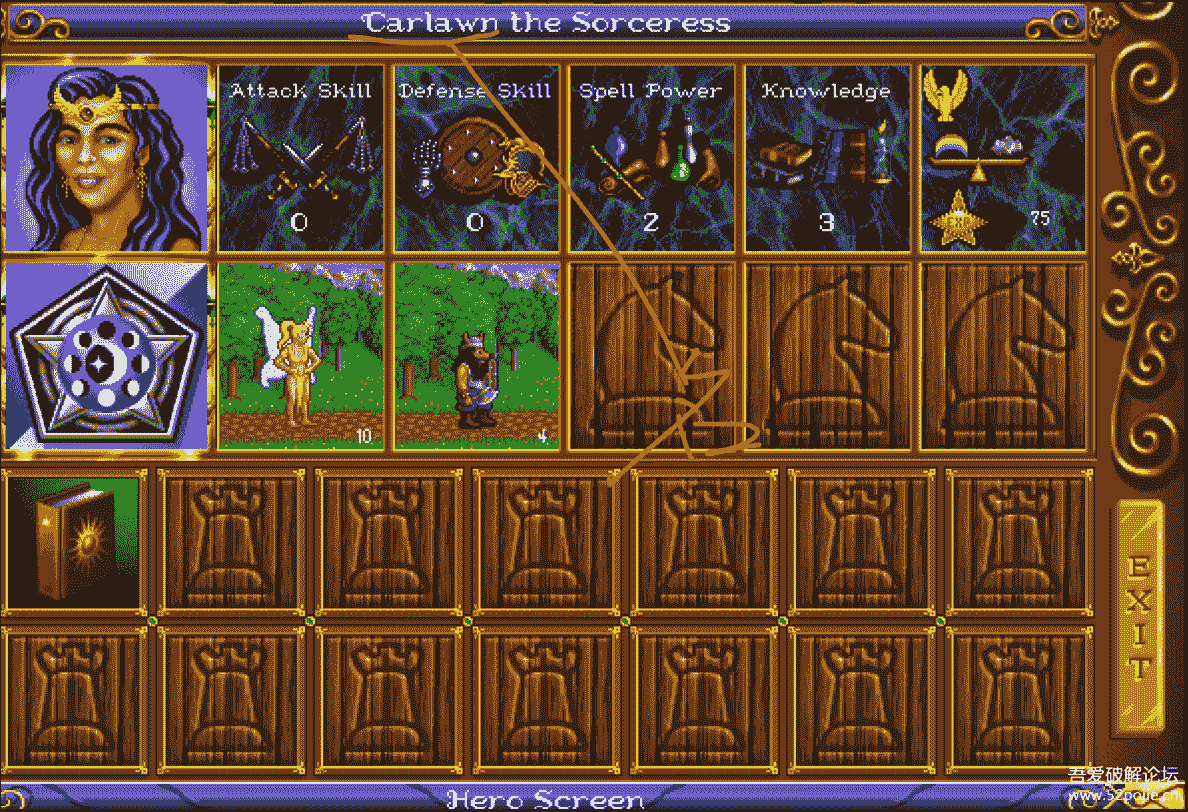 Carlawn the Sorceress
Attack Skill
Defense Skill
Spell Power
Knowledge
0
0
2
3
75
10
4
EXIT
Hero Screen
吾爱破解论坛
www.52pojie.cn